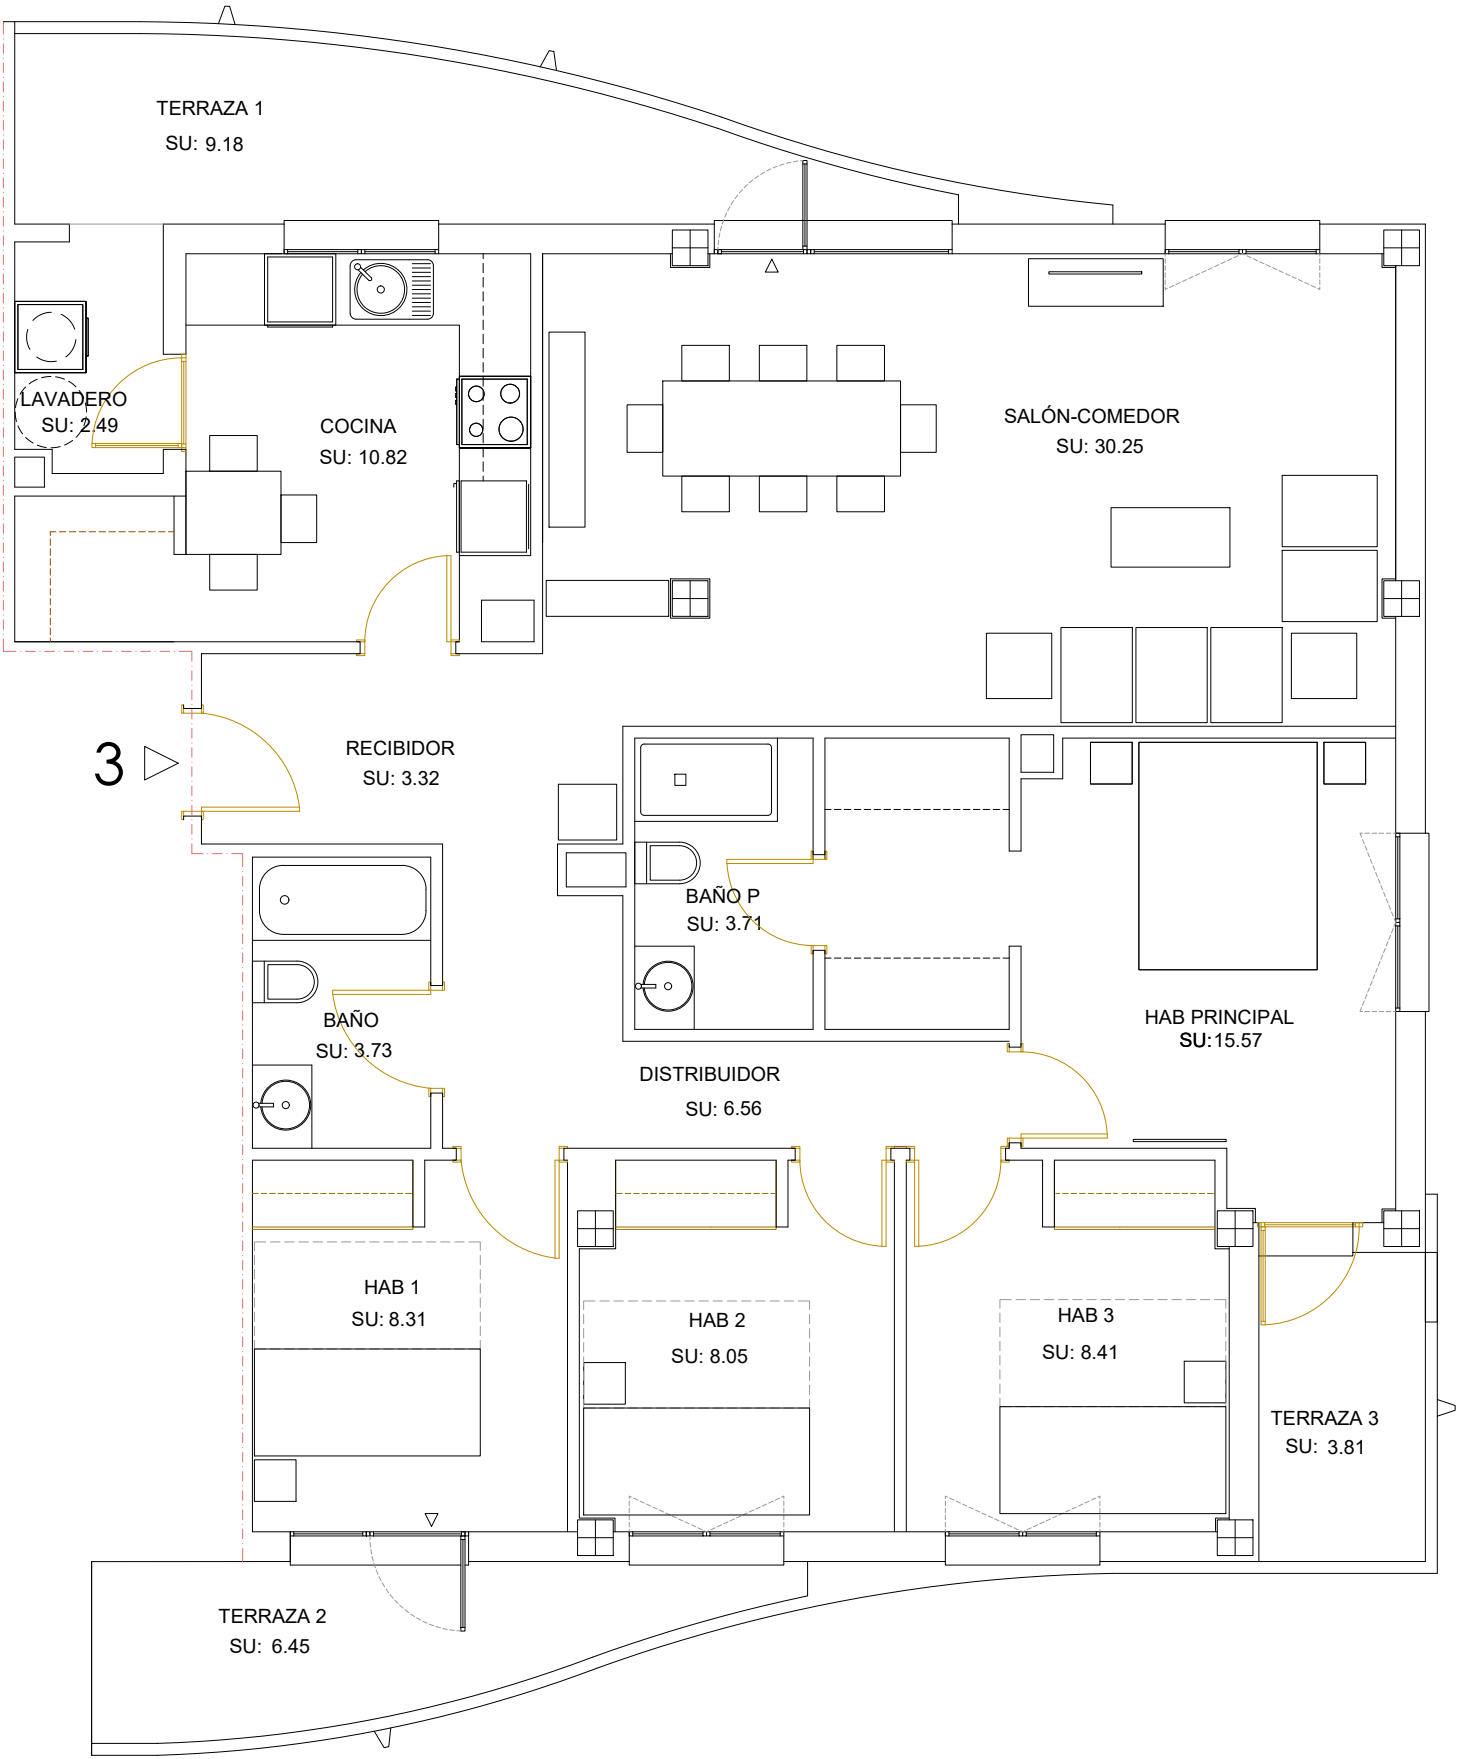 TERRAZA 1
SU: 9.18
LAVADERO
SU: 2.49
COCINA
SU: 10.82
SALÓN-COMEDOR
SU: 30.25
3
RECIBIDOR
SU: 3.32
BAÑO P
SU: 3.71
BAÑO
SU: 3.73
HAB PRINCIPAL
SU:15.57
DISTRIBUIDOR
SU: 6.56
HAB 1
SU: 8.31
HAB 2
SU: 8.05
HAB 3
SU: 8.41
TERRAZA 3
SU: 3.81
TERRAZA 2
SU: 6.45